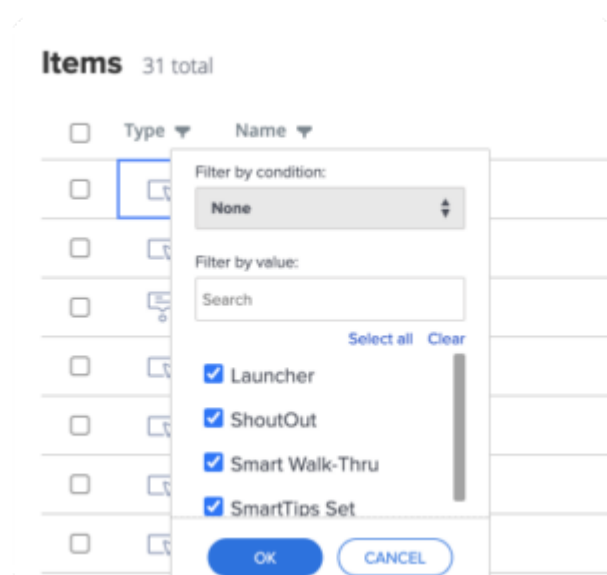 Items 31 total
Type Name
Filter by condition:
None
Filter by value:
Search
Select all Clear
Launcher
ShoutOut
Smart Walk-Thru
SmartTips Set
OK CANCEL